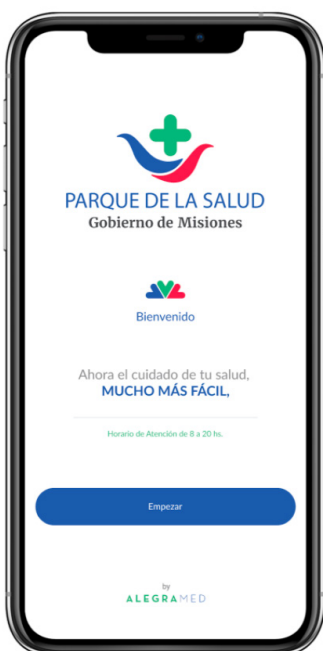 PARQUE DE LA SALUD
Gobierno de Misiones
Bienvenido
Ahora el cuidado de tu salud,
MUCHO MÁS FÁCIL,
Horario de Atención de 8 a 20 hs.
Empezar
by
ALEGRAMED